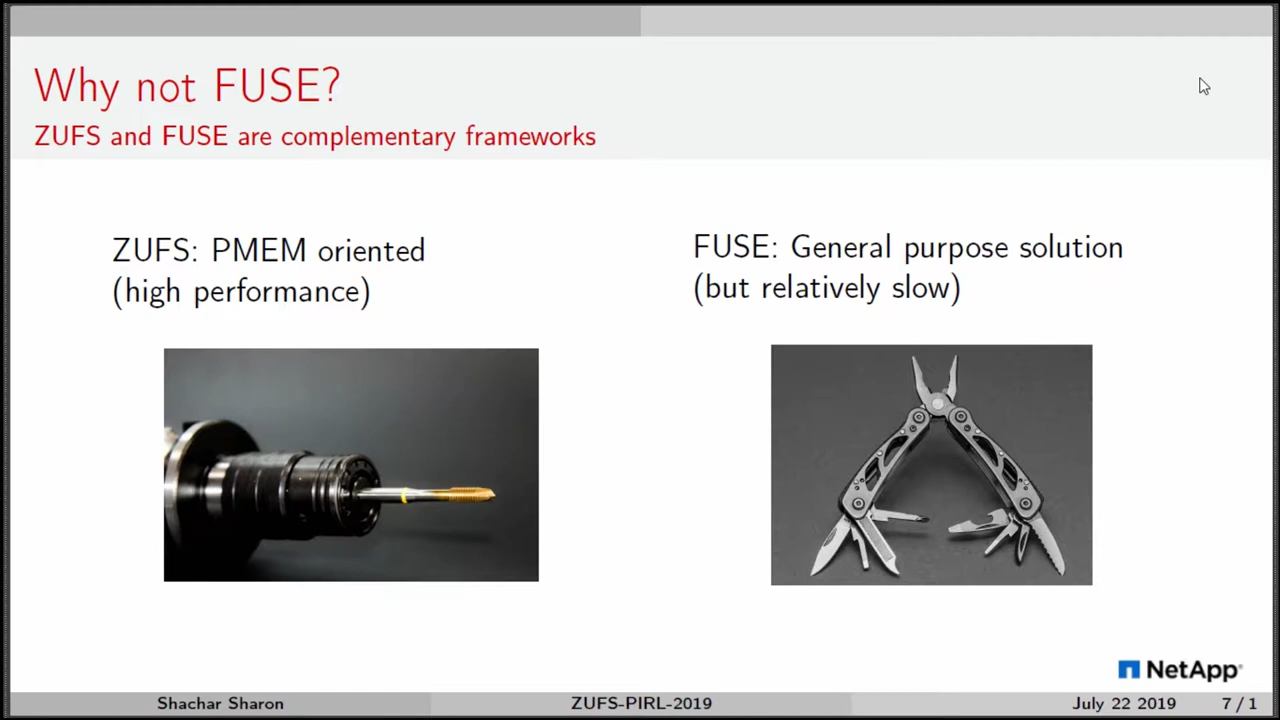 Why not FUSE?
ZUFS and FUSE are complementary frameworks
ZUFS: PMEM oriented
(high performance)
FUSE: General purpose solution
(but relatively slow)
NetApp
Shachar Sharon
ZUFS-PIRL-2019
July 22 2019
7 / 1